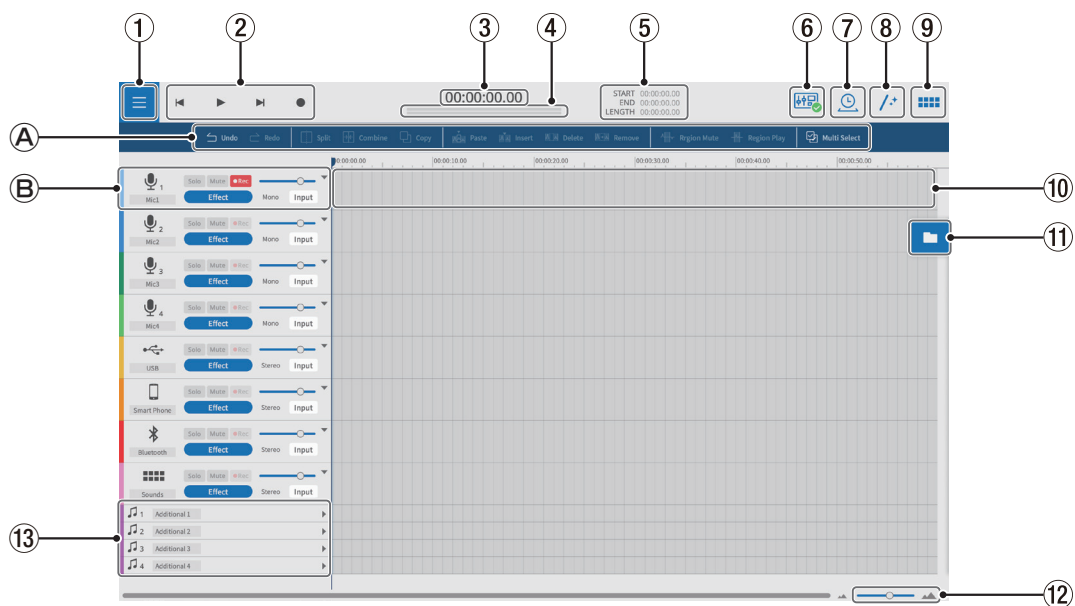 1 2 3 4 5 6 7 8 9
00:00:00.00
START 00:00:00.00
END 00:00:00.00
LENGTH 00:00:00.00
A
Undo Redo Split Combine Copy Paste Insert Delete Remove Rrgion Mute Region Play Multi Select
00:00:00.00 00:00:10.00 00:00:20.00 00:00:30.00 00:00:40.00 00:00:50.00
B
1 Solo Mute Rec
Mic1 Effect Mono Input
10
2 Solo Mute Rec
Mic2 Effect Mono Input
11
3 Solo Mute Rec
Mic3 Effect Mono Input
4 Solo Mute Rec
Mic4 Effect Mono Input
Solo Mute Rec
USB Effect Stereo Input
Solo Mute Rec
Smart Phone Effect Stereo Input
Solo Mute Rec
Bluetooth Effect Stereo Input
Solo Mute Rec
Sounds Effect Stereo Input
13
1 Additional 1
2 Additional 2
3 Additional 3
4 Additional 4
12